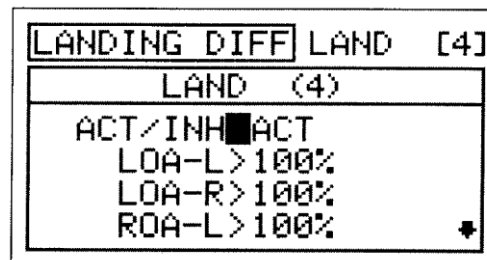 LANDING DIFF LAND [4]
LAND (4)
ACT/INH ACT
LOA-L>100%
LOA-R>100%
ROA-L>100%